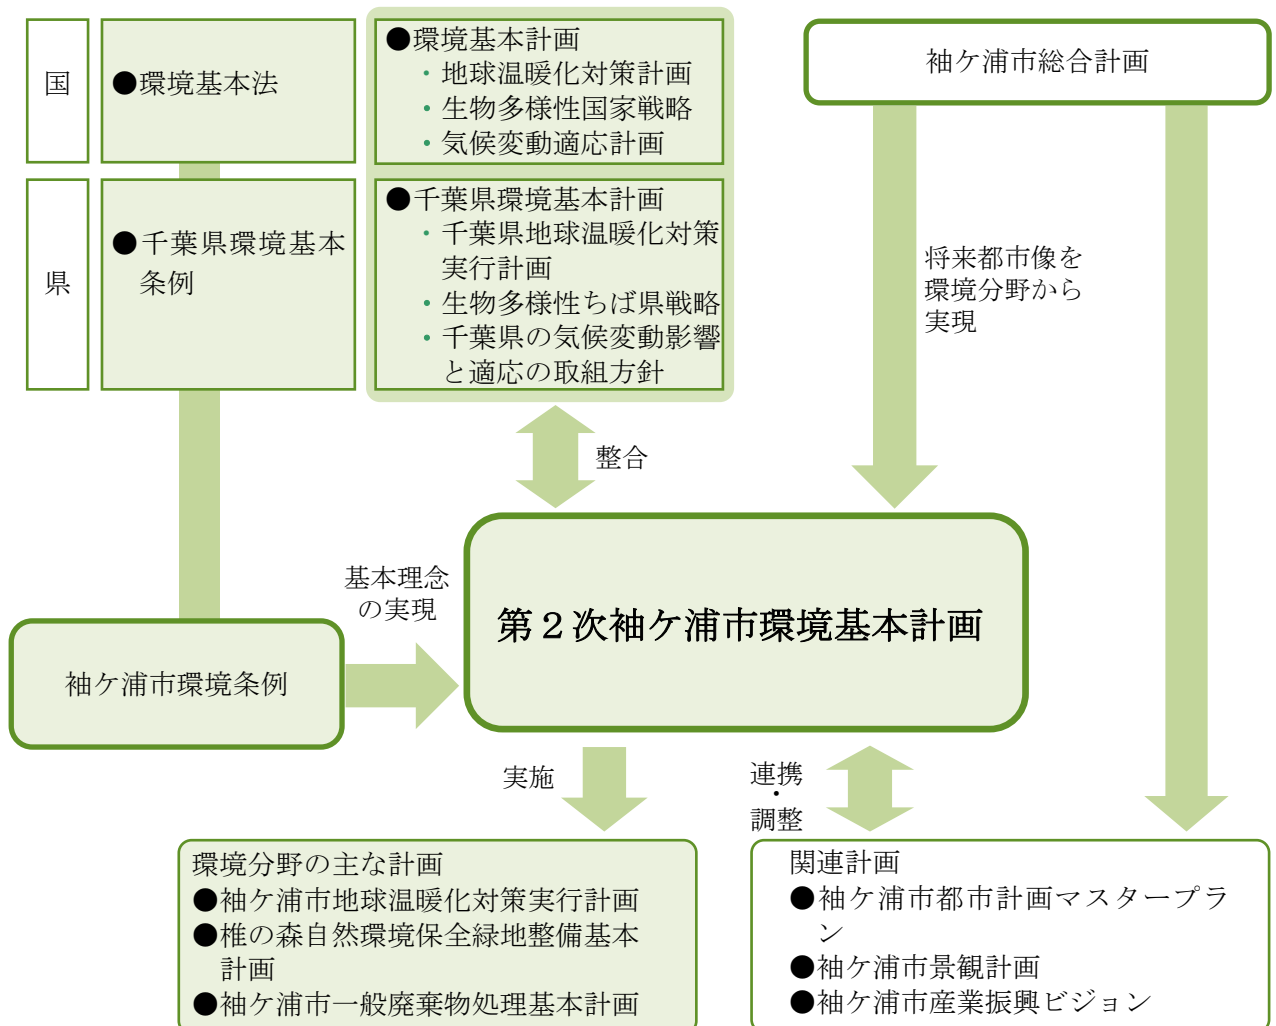 国
●環境基本法
●環境基本計画
・地球温暖化対策計画
・生物多様性国家戦略
・気候変動適応計画
県
●千葉県環境基本
条例
●千葉県環境基本計画
・千葉県地球温暖化対策
実行計画
・生物多様性ちば県戦略
・千葉県の気候変動影響
と適応の取組方針
袖ケ浦市総合計画
将来都市像を
環境分野から
実現
整合
基本理念
の実現
袖ケ浦市環境条例
第2次袖ケ浦市環境基本計画
実施
連携
・
調整
環境分野の主な計画
●袖ケ浦市地球温暖化対策実行計画
●椎の森自然環境保全緑地整備基本
計画
●袖ケ浦市一般廃棄物処理基本計画
関連計画
●袖ケ浦市都市計画マスタープラ
ン
●袖ケ浦市景観計画
●袖ケ浦市産業振興ビジョン